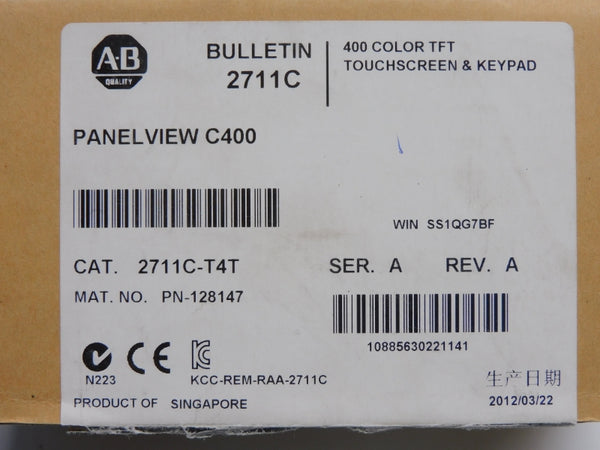 A-B
QUALITY
BULLETIN
2711C
400 COLOR TFT
TOUCHSCREEN & KEYPAD
PANELVIEW C400
WIN SS1QG7BF
CAT. 2711C-T4T
SER. A
REV. A
MAT. NO. PN-128147
10885630221141
CE
N223
KCC-REM-RAA-2711C
生产日期
PRODUCT OF SINGAPORE
2012/03/22